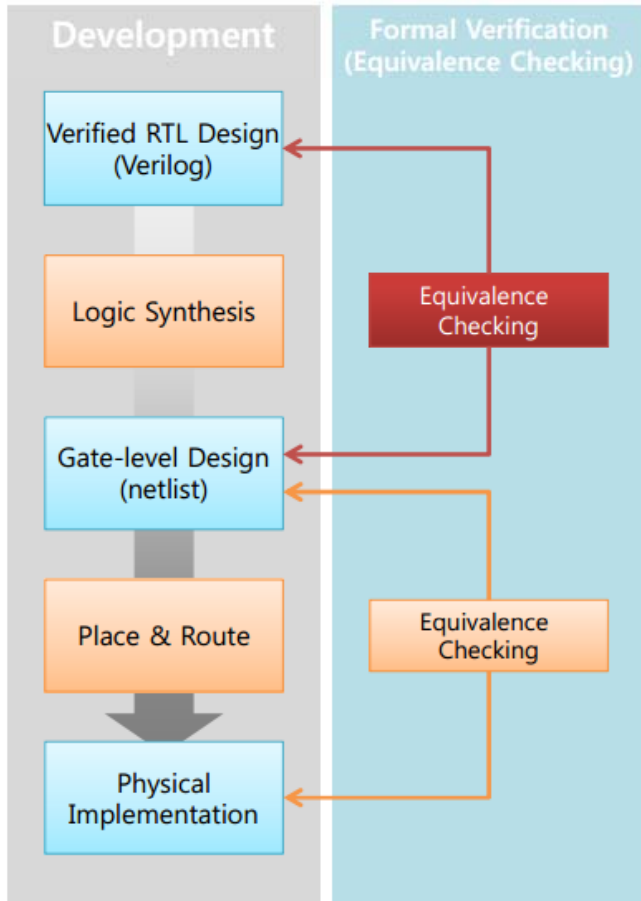 Development
Formal Verification
(Equivalence Checking)
Verified RTL Design
(Verilog)
Logic Synthesis
Equivalence
Checking
Gate-level Design
(netlist)
Place & Route
Equivalence
Checking
Physical
Implementation